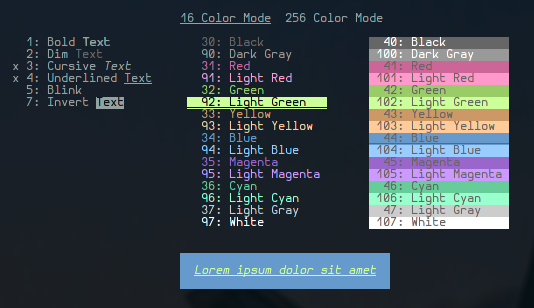 16 Color Mode 256 Color Mode
1: Bold Text 30: Black 40: Black
2: Dim Text 90: Dark Gray 100: Dark Gray
x 3: Cursive Text 31: Red 41: Red
x 4: Underlined Text 91: Light Red 101: Light Red
5: Blink 32: Green 42: Green
7: Invert Text 92: Light Green 102: Light Green
33: Yellow 43: Yellow
93: Light Yellow 103: Light Yellow
34: Blue 44: Blue
94: Light Blue 104: Light Blue
35: Magenta 45: Magenta
95: Light Magenta 105: Light Magenta
36: Cyan 46: Cyan
96: Light Cyan 106: Light Cyan
37: Light Gray 47: Light Gray
97: White 107: White
Lorem ipsum dolor sit amet